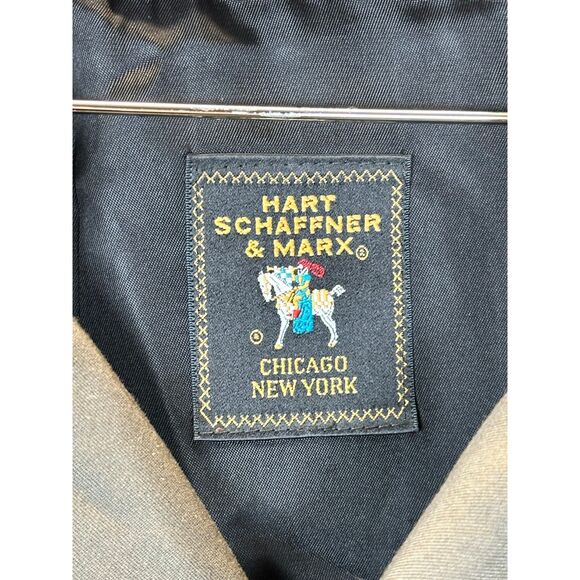 HART
SCHAFFNER
& MARX®
®
CHICAGO
NEW YORK